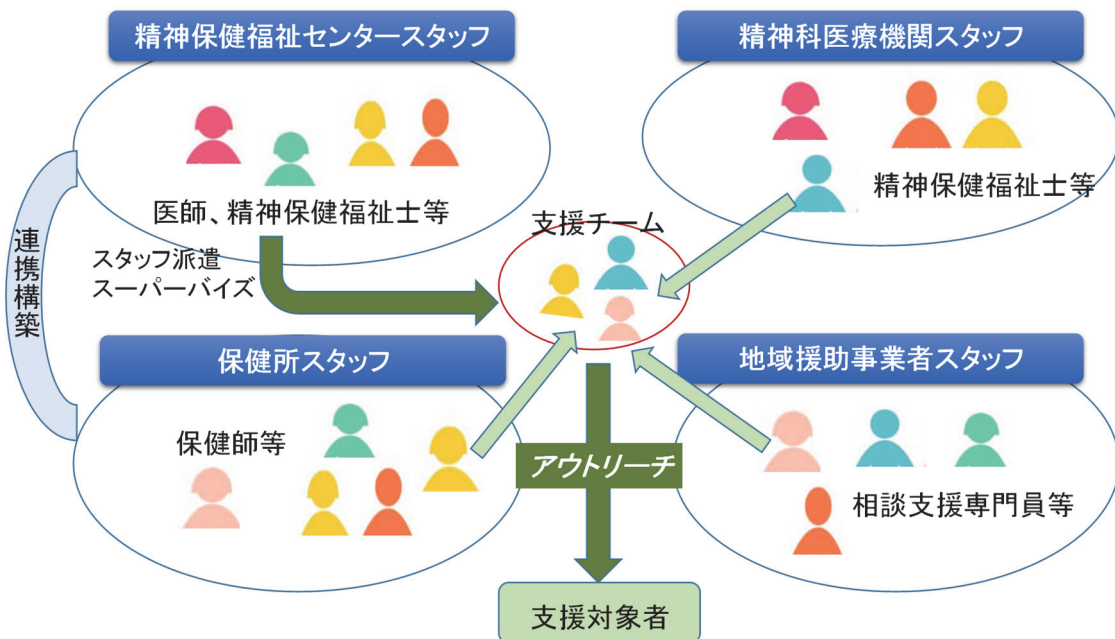 精神保健福祉センタースタッフ
精神科医療機関スタッフ
医師、精神保健福祉士等
精神保健福祉士等
支援チーム
スタッフ派遣
スーパーバイズ
連携構築
保健所スタッフ
地域援助事業者スタッフ
保健師等
アウトリーチ
相談支援専門員等
支援対象者